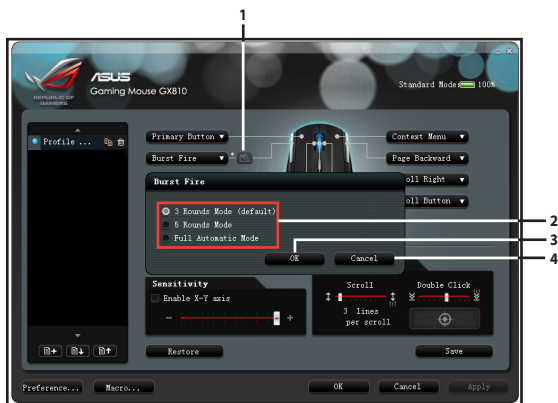 1
ASUS
Gaming Mouse GX810
REPUBLIC OF
GAMERS
Standard Mode: 100%
Profile ...
Primary Button
Context Menu
Burst Fire
Page Backward
oll Right
oll Button
Burst Fire
3 Rounds Mode (default)
5 Rounds Mode
Full Automatic Mode
OK
Cancel
2
3
4
Sensitivity
Enable X-Y axis
- +
Scroll
Double Click
3 lines
per scroll
Restore
Save
Preference...
Macro...
OK
Cancel
Apply